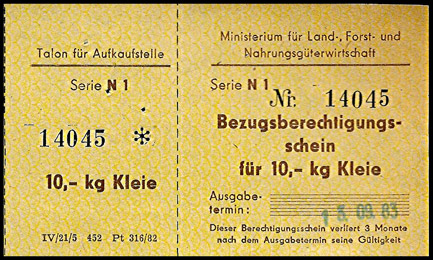 Talon für Aufkaufstelle
Serie N 1
14045 *
10,- kg Kleie
IV/21/5 452 Pt 316/82
Ministerium für Land-, Forst- und
Nahrungsgüterwirtschaft
Serie N 1
Nr. 14045
Bezugsberechtigungs-
schein
für 10,- kg Kleie
Ausgabe-
termin: 15. 09. 83
Dieser Berechtigungsschein verliert 3 Monate
nach dem Ausgabetermin seine Gültigkeit